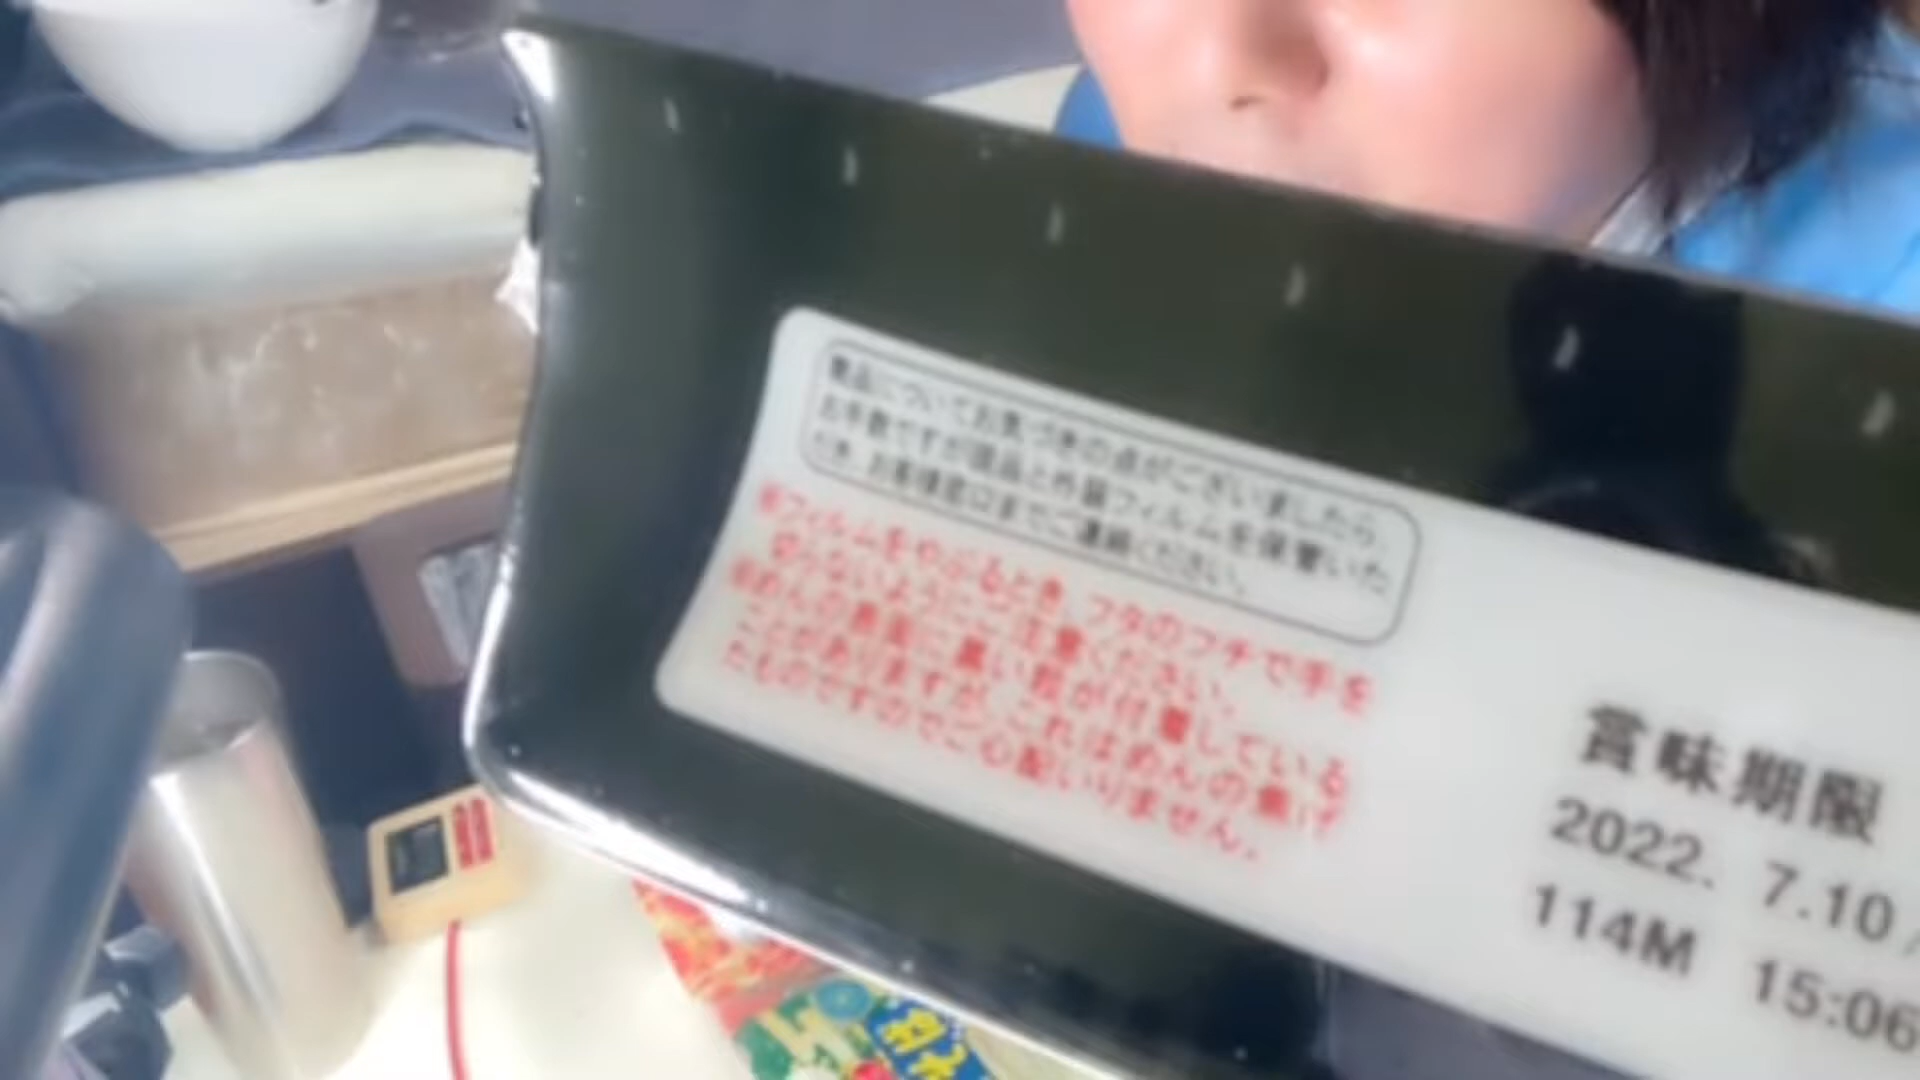 商品についてお気づきの点がございましたら、
お手数ですが現品と外装フィルムを保管いた
だき、お客様窓口までご連絡ください。
※フィルムをやぶるとき、フタのフチで手を
切らないようにご注意ください。
※めんの表面に黒い粒が付着している
ことがありますが、これはめんの焦げ
たものですのでご心配いりません。
賞味期限
2022. 7.10 /
114M 15:06